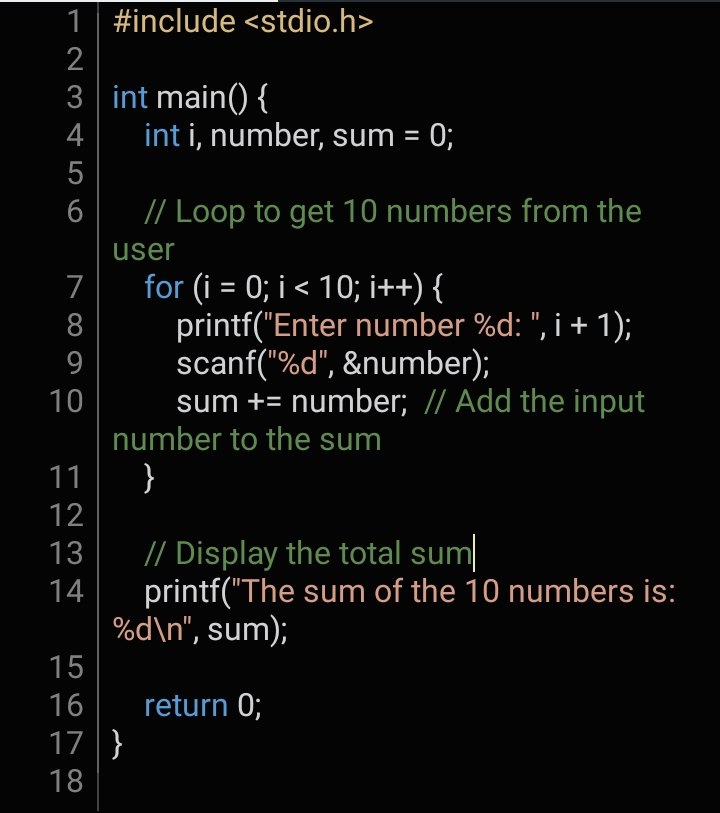 1 #include <stdio.h>
2
3 int main() {
4 int i, number, sum = 0;
5
6 // Loop to get 10 numbers from the
user
7 for (i = 0; i < 10; i++) {
8 printf("Enter number %d: ", i + 1);
9 scanf("%d", &number);
10 sum += number;  // Add the input
number to the sum
11 }
12
13 // Display the total sum
14 printf("The sum of the 10 numbers is:
%d\n", sum);
15
16 return 0;
17 }
18